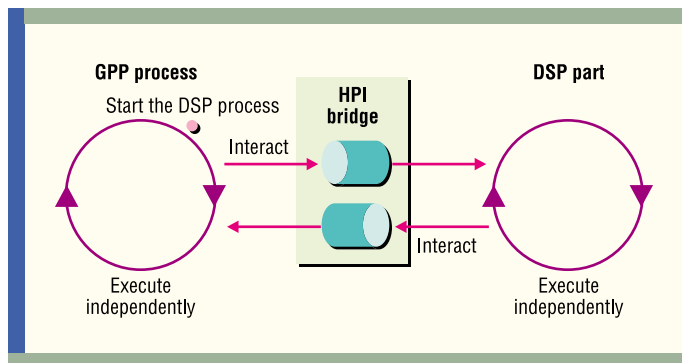 GPP process
Start the DSP process
Interact
HPI
bridge
DSP part
Interact
Execute
independently
Execute
independently